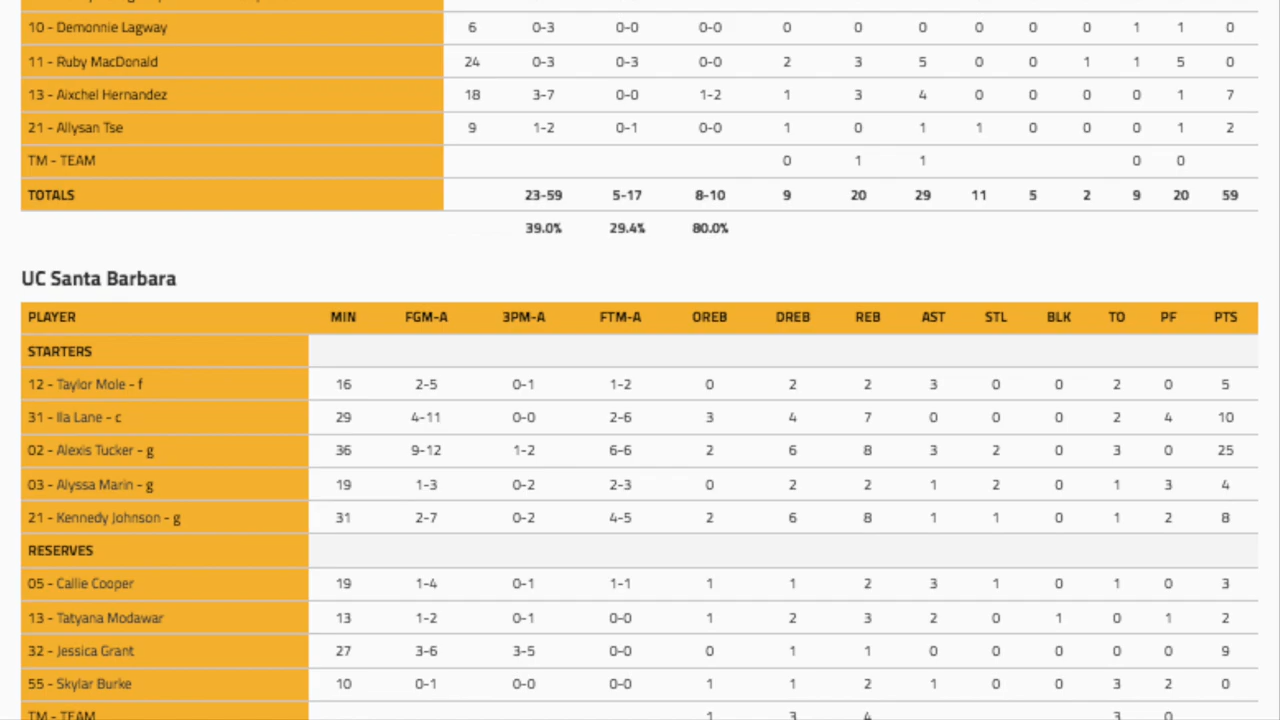 10 - Demonnie Lagway 6 0-3 0-0 0-0 0 0 0 0 0 0 1 1 0
11 - Ruby MacDonald 24 0-3 0-3 0-0 2 3 5 0 0 1 1 5 0
13 - Aixchel Hernandez 18 3-7 0-0 1-2 1 3 4 0 0 0 0 1 7
21 - Allysan Tse 9 1-2 0-1 0-0 1 0 1 1 0 0 0 1 2
TM - TEAM 0 1 1 0 0
TOTALS 23-59 5-17 8-10 9 20 29 11 5 2 9 20 59
39.0% 29.4% 80.0%
UC Santa Barbara
PLAYER MIN FGM-A 3PM-A FTM-A OREB DREB REB AST STL BLK TO PF PTS
STARTERS
12 - Taylor Mole - f 16 2-5 0-1 1-2 0 2 2 3 0 0 2 0 5
31 - Ila Lane - c 29 4-11 0-0 2-6 3 4 7 0 0 0 2 4 10
02 - Alexis Tucker - g 36 9-12 1-2 6-6 2 6 8 3 2 0 3 0 25
03 - Alyssa Marin - g 19 1-3 0-2 2-3 0 2 2 1 2 0 1 3 4
21 - Kennedy Johnson - g 31 2-7 0-2 4-5 2 6 8 1 1 0 1 2 8
RESERVES
05 - Callie Cooper 19 1-4 0-1 1-1 1 1 2 3 1 0 1 0 3
13 - Tatyana Modawar 13 1-2 0-1 0-0 1 2 3 2 0 1 0 1 2
32 - Jessica Grant 27 3-6 3-5 0-0 0 1 1 0 0 0 0 0 9
55 - Skylar Burke 10 0-1 0-0 0-0 1 1 2 1 0 0 3 2 0
TM - TEAM 1 3 4 3 0